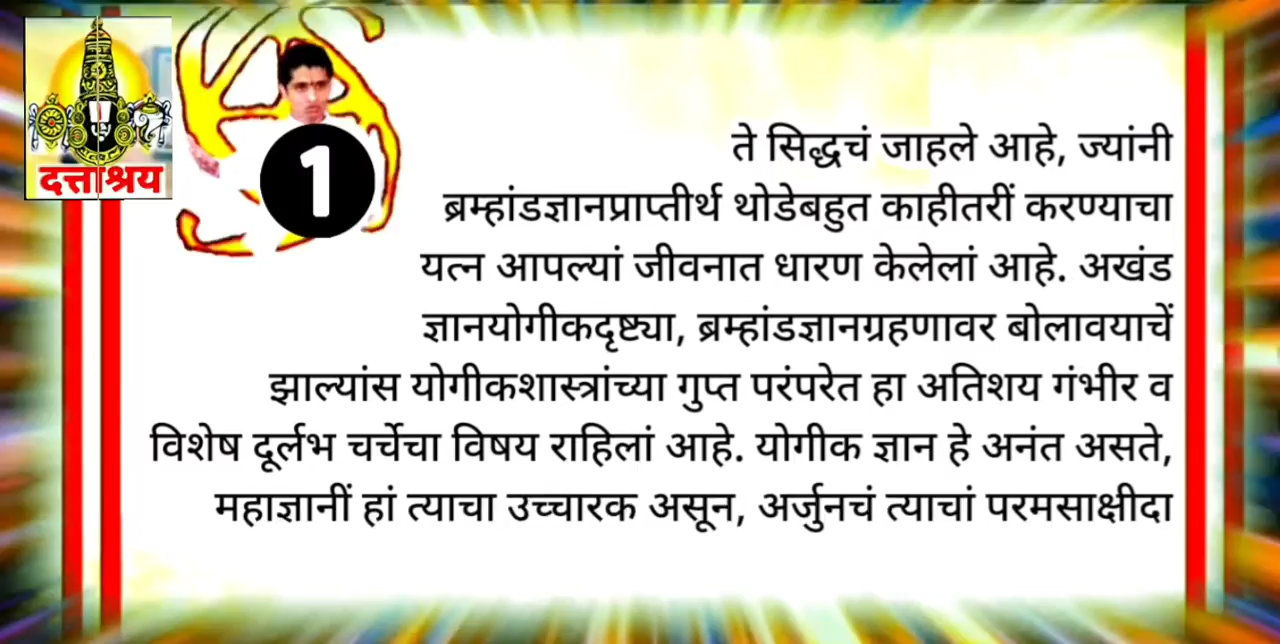 दत्ताश्रय
1
ते सिद्धचं जाहले आहे, ज्यांनी
ब्रम्हांडज्ञानप्राप्तीर्थ थोडेबहुत काहीतरीं करण्याचा
यत्न आपल्यां जीवनात धारण केलेलां आहे. अखंड
ज्ञानयोगीकदृष्ट्या, ब्रम्हांडज्ञानग्रहणावर बोलावयाचें
झाल्यांस योगीकशास्त्रांच्या गुप्त परंपरेत हा अतिशय गंभीर व
विशेष दूर्लभ चर्चेचा विषय राहिलां आहे. योगीक ज्ञान हे अनंत असते,
महाज्ञानीं हां त्याचा उच्चारक असून, अर्जुनचं त्याचां परमसाक्षीदा